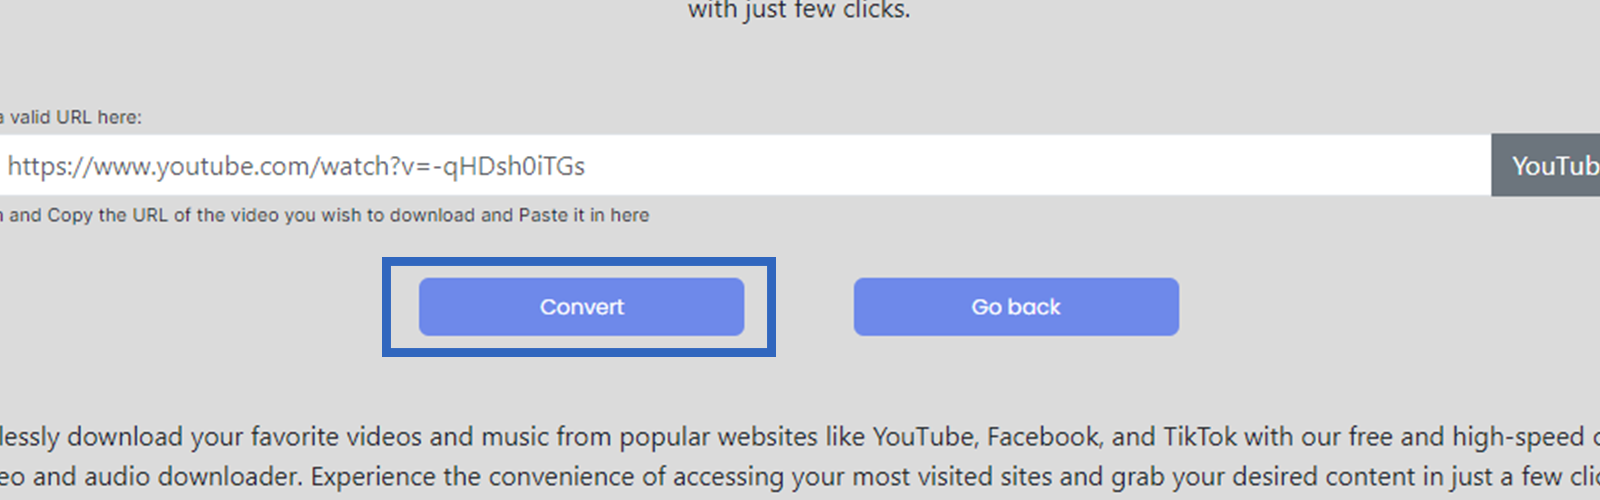 with just few clicks.
a valid URL here:
https://www.youtube.com/watch?v=-qHDsh0iTGs
YouTub
n and Copy the URL of the video you wish to download and Paste it in here
Convert
Go back
lessly download your favorite videos and music from popular websites like YouTube, Facebook, and TikTok with our free and high-speed
eo and audio downloader. Experience the convenience of accessing your most visited sites and grab your desired content in just a few clic